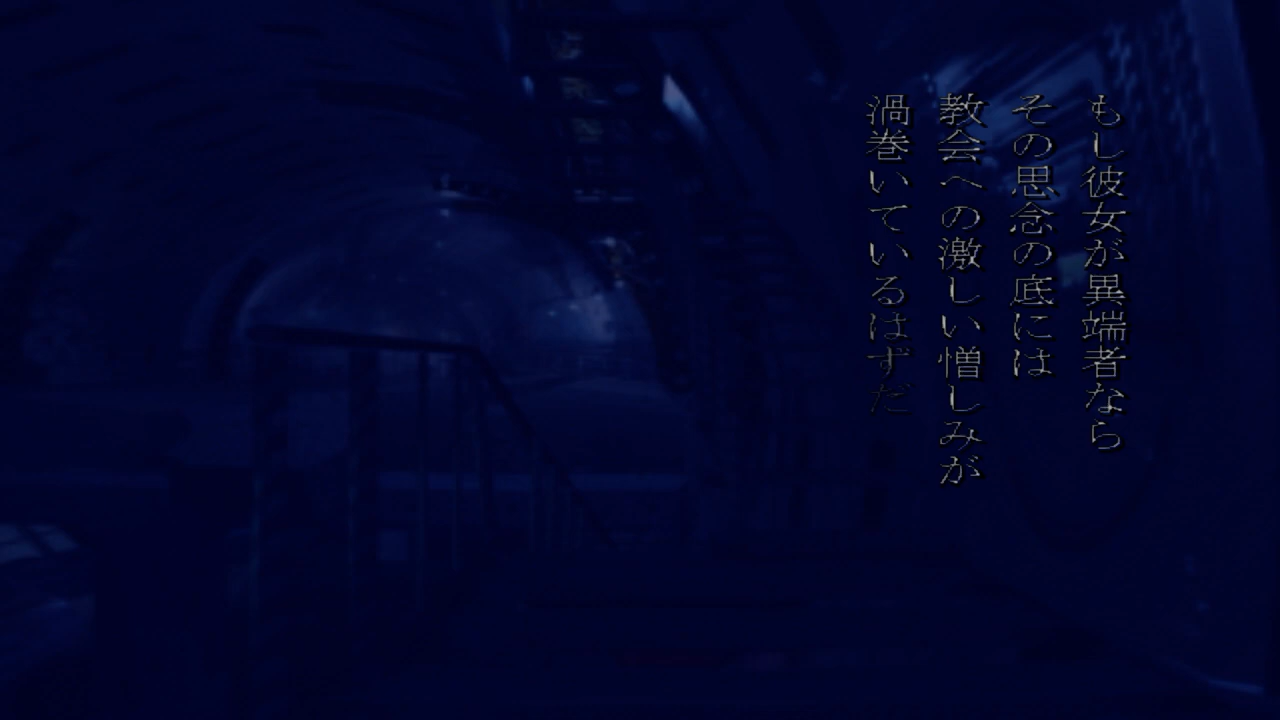 もし彼女が異端者なら
その思念の底には
教会への激しい憎しみが
渦巻いているはずだ